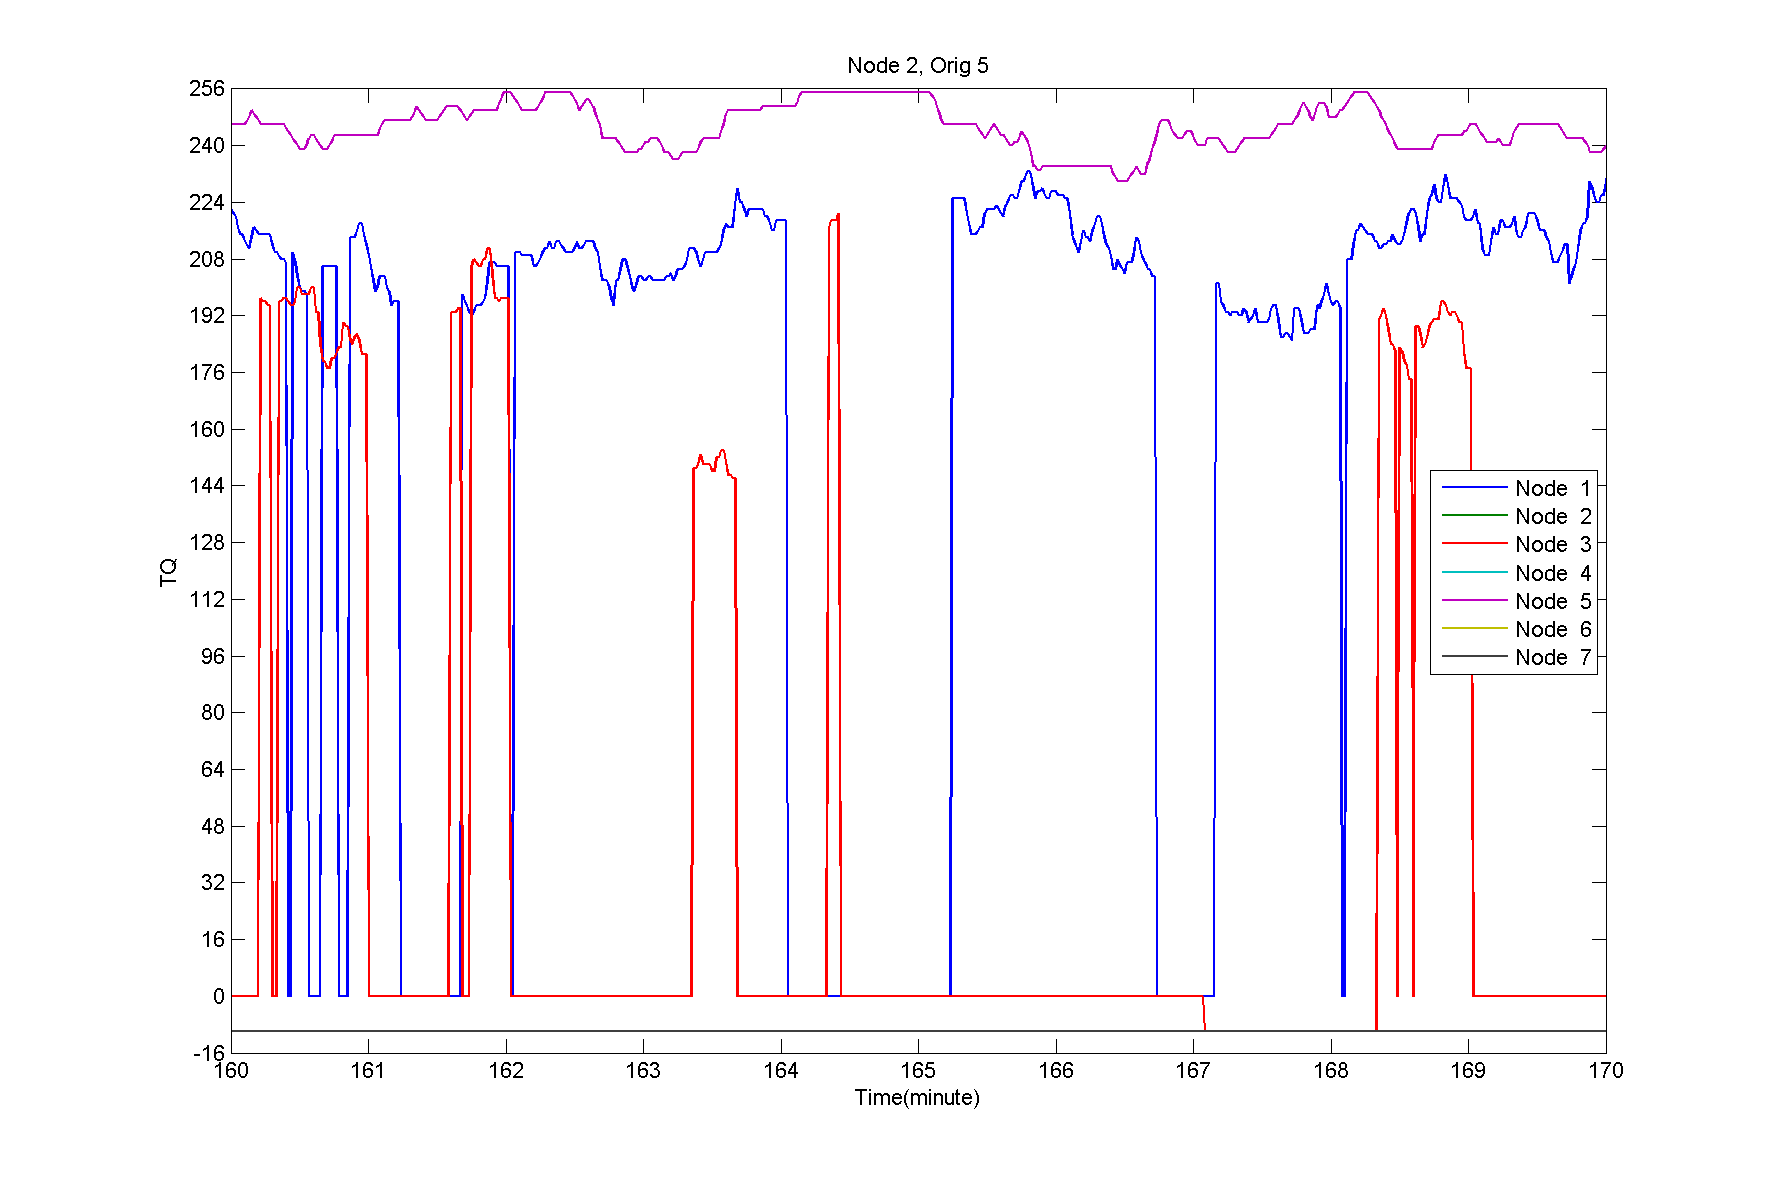 Node 2, Orig 5
256
240
224
208
192
176
160
144
128
112
96
80
64
48
32
16
0
-16
TQ
Node 1
Node 2
Node 3
Node 4
Node 5
Node 6
Node 7
160 161 162 163 164 165 166 167 168 169 170
Time(minute)